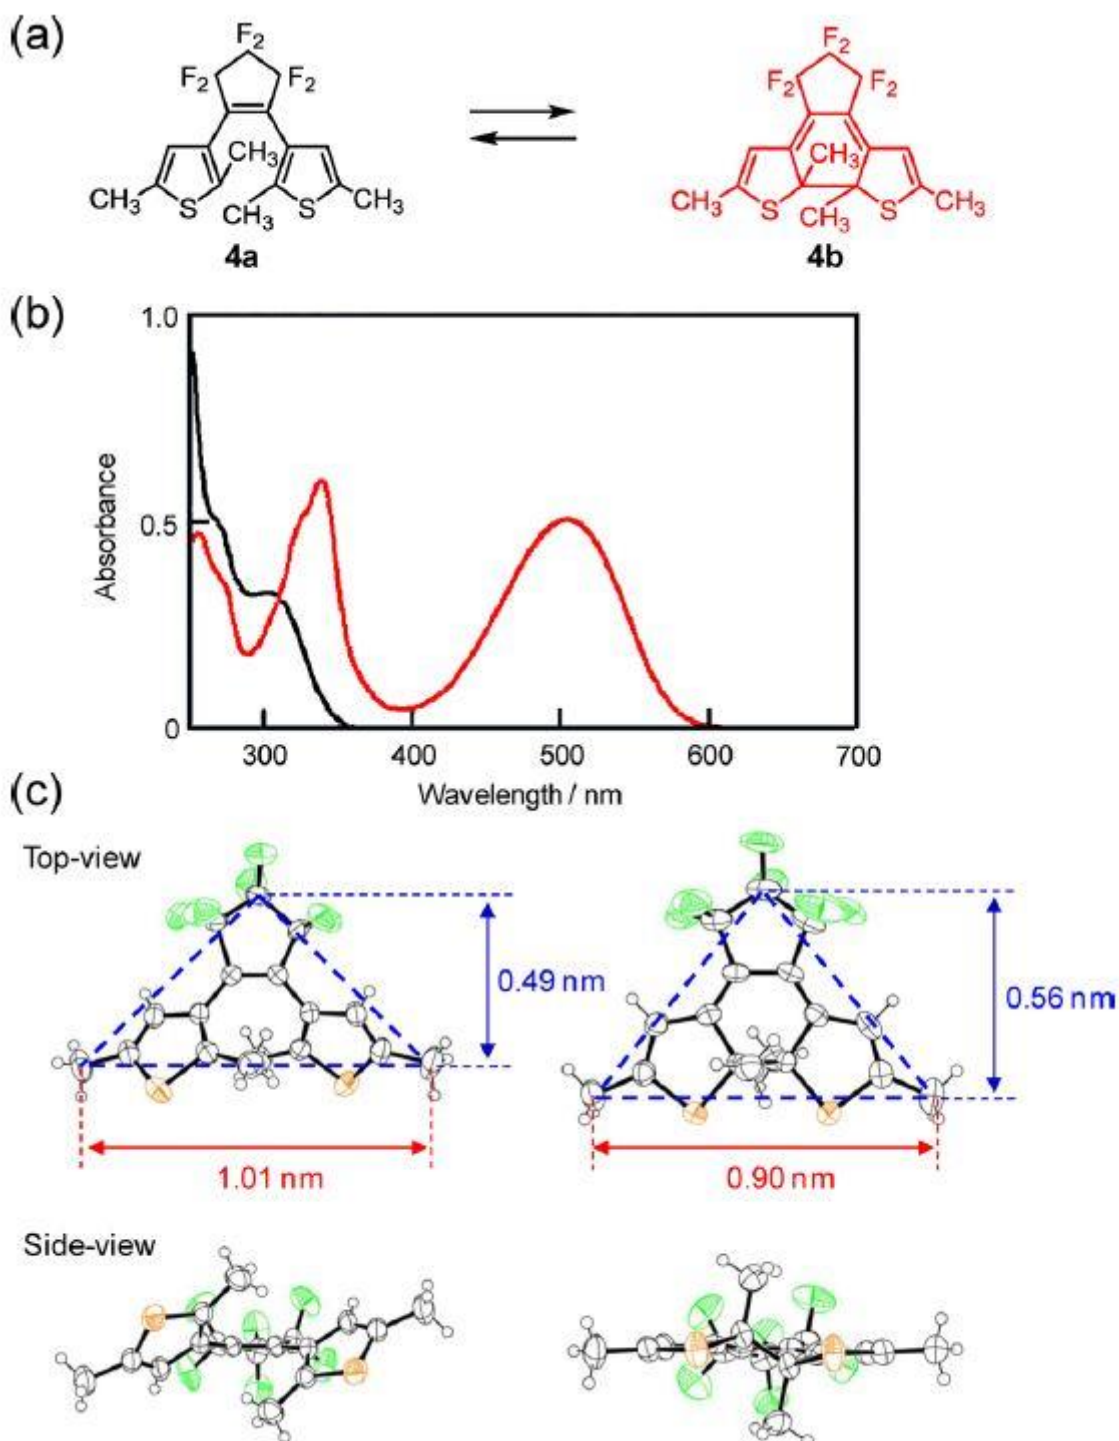 (a)
F₂
F₂ F₂
CH₃
CH₃ S CH₃ S CH₃
4a
F₂
F₂ F₂
CH₃
CH₃ S CH₃ S CH₃
4b
(b)
1.0
0.5
0
Absorbance
300 400 500 600 700
Wavelength / nm
(c)
Top-view
0.49 nm
1.01 nm
0.56 nm
0.90 nm
Side-view